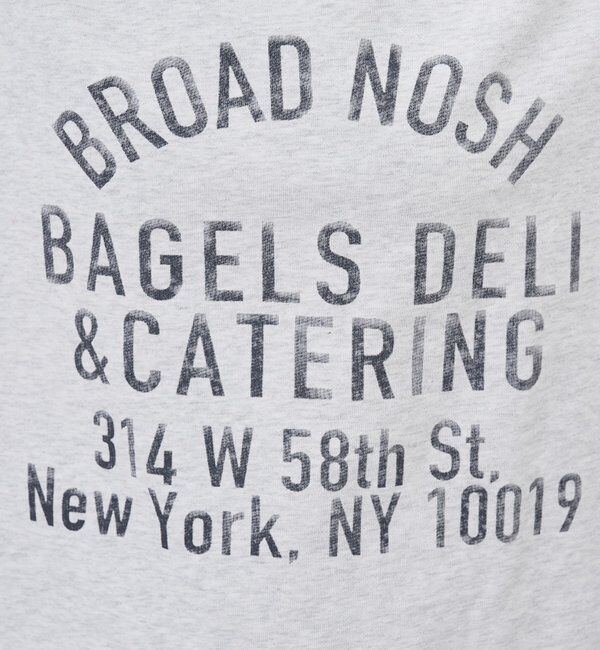 BROAD NOSH
BAGELS DELI
&CATERING
314 W 58th St,
New York, NY 10019